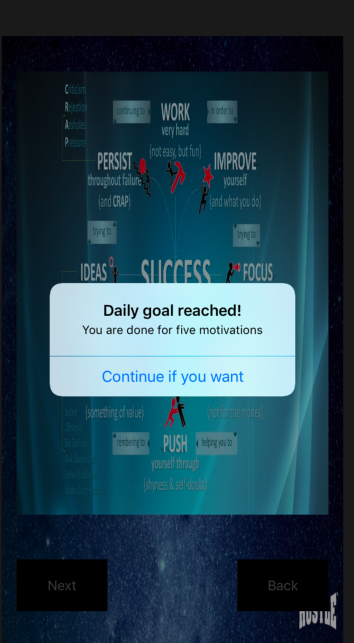 Criticism
Rejection
Assholes
Pressure
continuing to
WORK
in order to
very hard
(not easy, but fun)
PERSIST
throughout failure
(and CRAP)
IMPROVE
yourself
(and what you do)
trying to
trying to
IDEAS
SUCCESS
FOCUS
Daily goal reached!
You are done for five motivations
Continue if you want
(something of value)
(not for the money)
remembering to
PUSH
helping you to
yourself through
(shyness & self-doubt)
Next
Back
HUSTLE